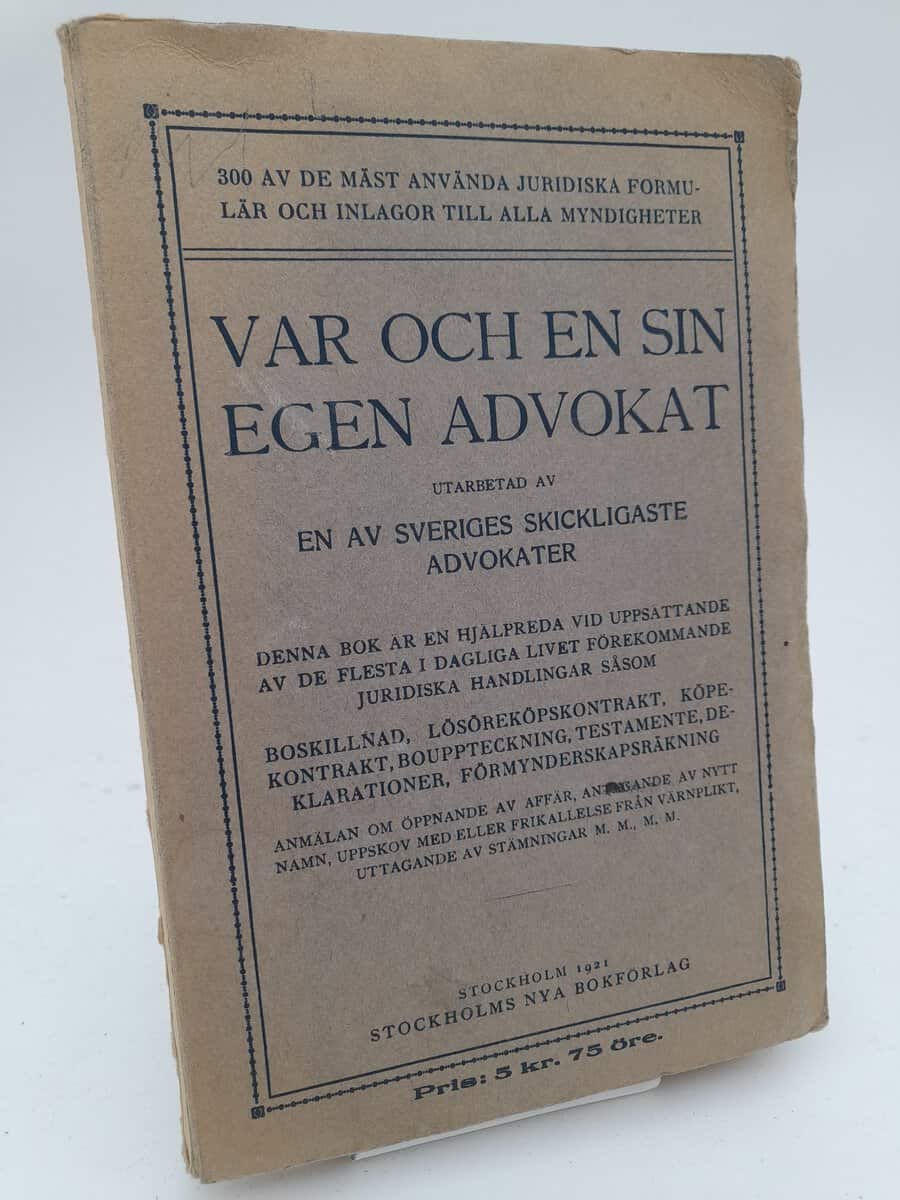 300 AV DE MÄST ANVÄNDA JURIDISKA FORMU-
LÄR OCH INLAGOR TILL ALLA MYNDIGHETER
VAR OCH EN SIN
EGEN ADVOKAT
UTARBETAD AV
EN AV SVERIGES SKICKLIGASTE
ADVOKATER
DENNA BOK ÄR EN HJÄLPREDA VID UPPSÄTTANDE
AV DE FLESTA I DAGLIGA LIVET FÖREKOMMANDE
JURIDISKA HANDLINGAR SÅSOM
BOSKILLNAD, LÖSÖREKÖPSKONTRAKT, KÖPE-
KONTRAKT, BOUPPTECKNING, TESTAMENTE, DE-
KLARATIONER, FÖRMYNDERSKAPSRÄKNING
ANMÄLAN OM ÖPPNANDE AV AFFÄR, ANTAGANDE AV NYTT
NAMN, UPPSKOV MED ELLER FRIKALLELSE FRÅN VÄRNPLIKT,
UTTAGANDE AV STÄMNINGAR M. M., M. M.
STOCKHOLM 1921
STOCKHOLMS NYA BOKFÖRLAG
Pris: 5 kr. 75 öre.